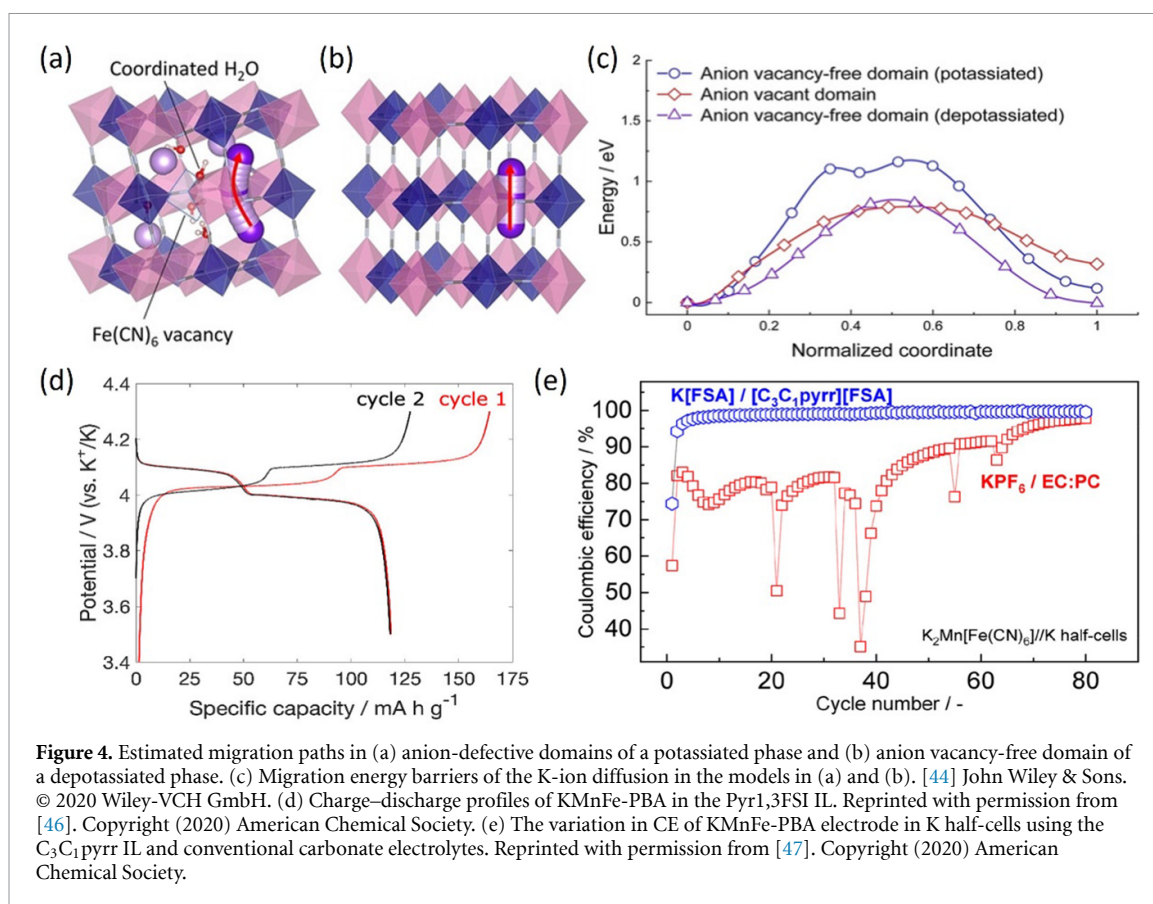 (a)
Coordinated H₂O
Fe(CN)₆ vacancy
(b)
(c)
Anion vacancy-free domain (potassiated)
Anion vacant domain
Anion vacancy-free domain (depotassiated)
2
1.5
1
0.5
0
Energy / eV
0 0.2 0.4 0.6 0.8 1
Normalized coordinate
(d)
4.4
4.2
4
3.8
3.6
3.4
Potential / V (vs. K⁺/K)
cycle 2 cycle 1
0 25 50 75 100 125 150 175
Specific capacity / mA h g⁻¹
(e)
K[FSA] / [C₃C₁pyrr][FSA]
KPF₆ / EC:PC
K₂Mn[Fe(CN)₆]//K half-cells
100
90
80
70
60
50
40
Coulombic efficiency / %
0 20 40 60 80
Cycle number / -
Figure 4. Estimated migration paths in (a) anion-defective domains of a potassiated phase and (b) anion vacancy-free domain of
a depotassiated phase. (c) Migration energy barriers of the K-ion diffusion in the models in (a) and (b). [44] John Wiley & Sons.
© 2020 Wiley-VCH GmbH. (d) Charge–discharge profiles of KMnFe-PBA in the Pyr1,3FSI IL. Reprinted with permission from
[46]. Copyright (2020) American Chemical Society. (e) The variation in CE of KMnFe-PBA electrode in K half-cells using the
C₃C₁pyrr IL and conventional carbonate electrolytes. Reprinted with permission from [47]. Copyright (2020) American
Chemical Society.